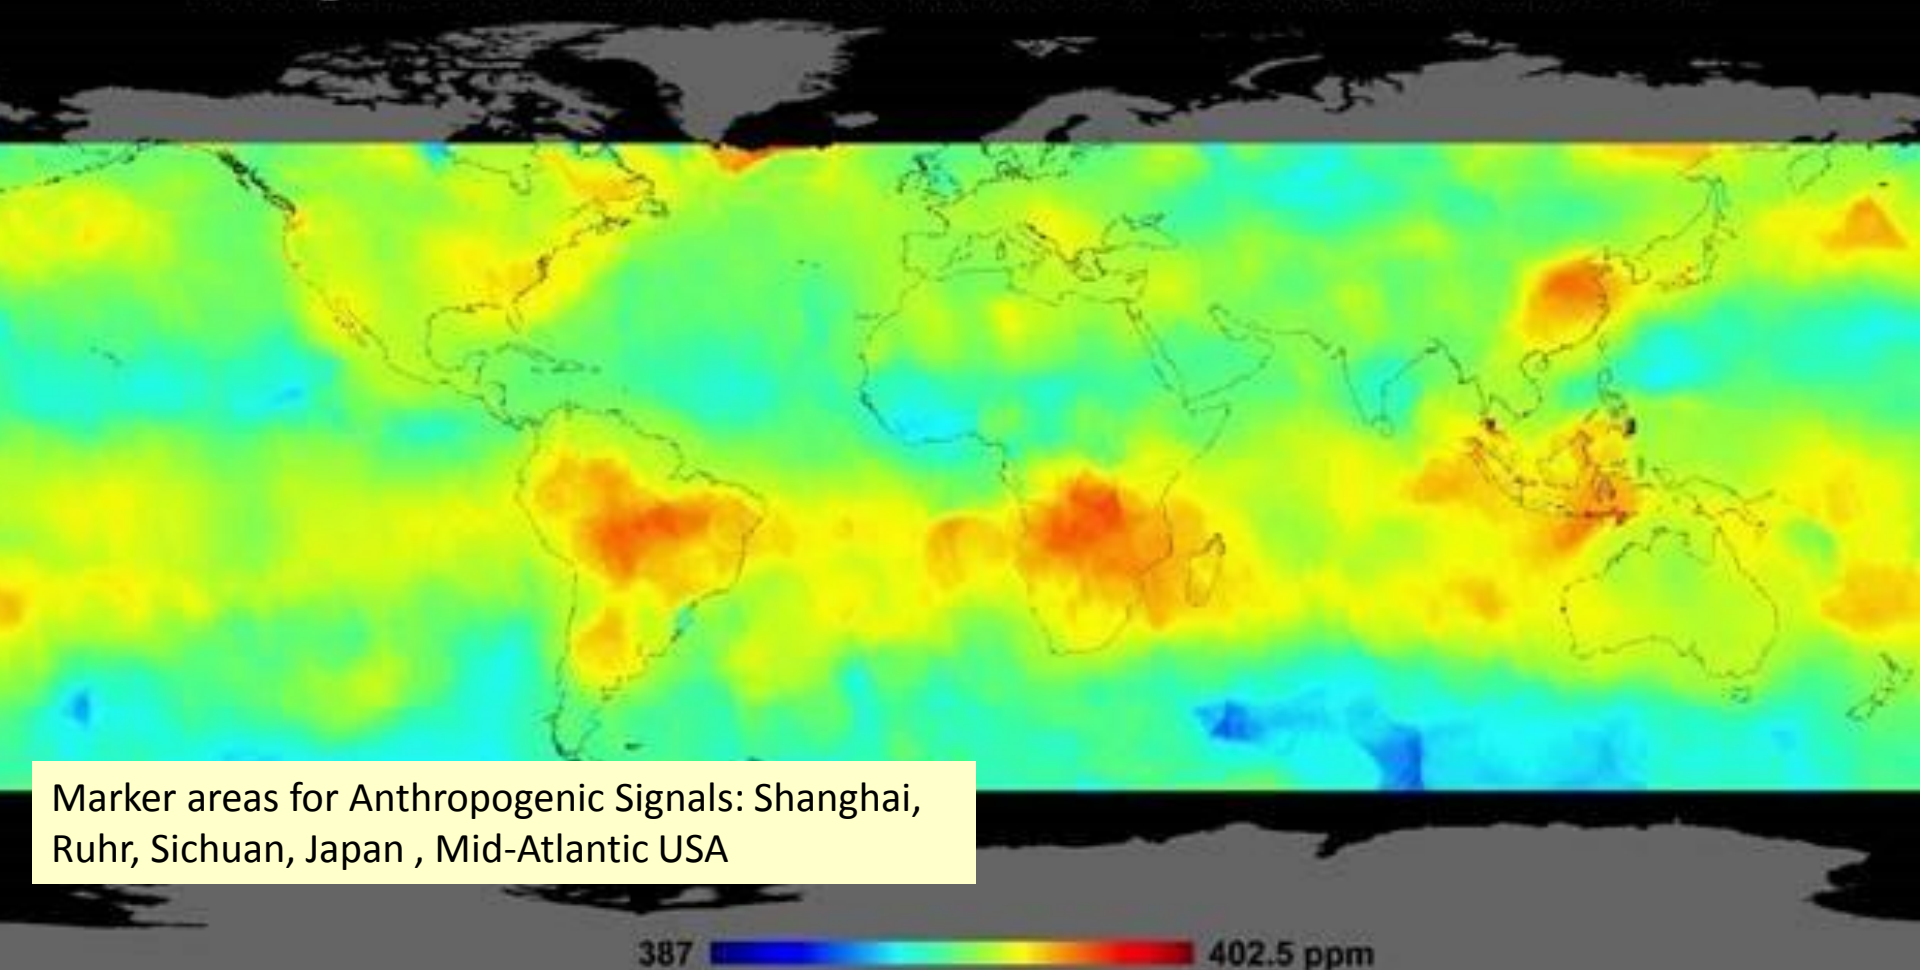 Marker areas for Anthropogenic Signals: Shanghai,
Ruhr, Sichuan, Japan , Mid-Atlantic USA
387 402.5 ppm